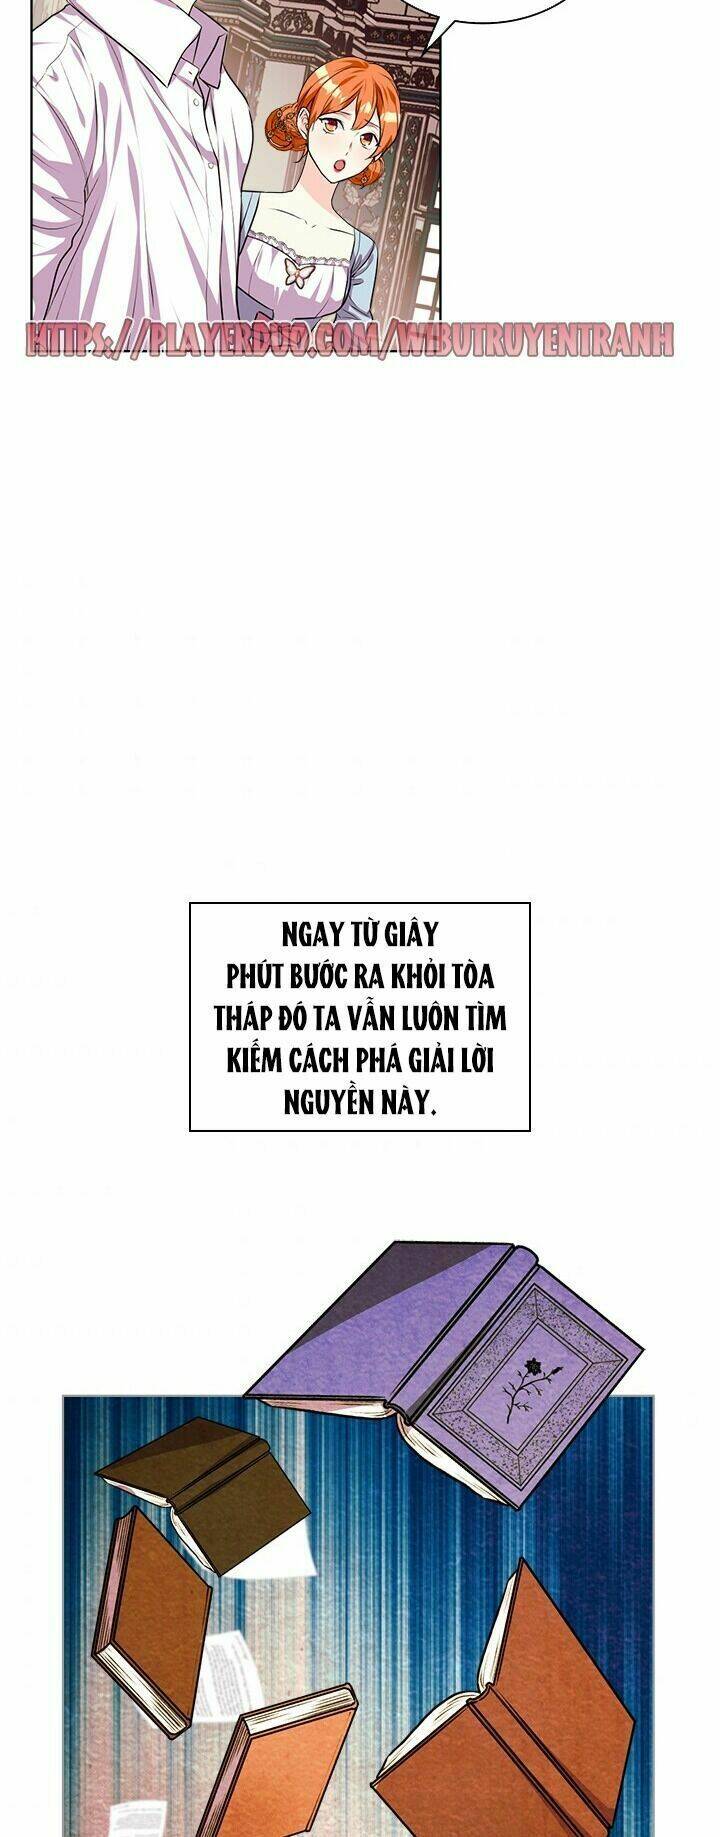 HTTPS://PLAYERDUO.COM/WIBUTRUYENTRANH
NGAY TỪ GIÂY
PHÚT BƯỚC RA KHỎI TÒA
THÁP ĐÓ TA VẪN LUÔN TÌM
KIẾM CÁCH PHÁ GIẢI LỜI
NGUYỀN NÀY.